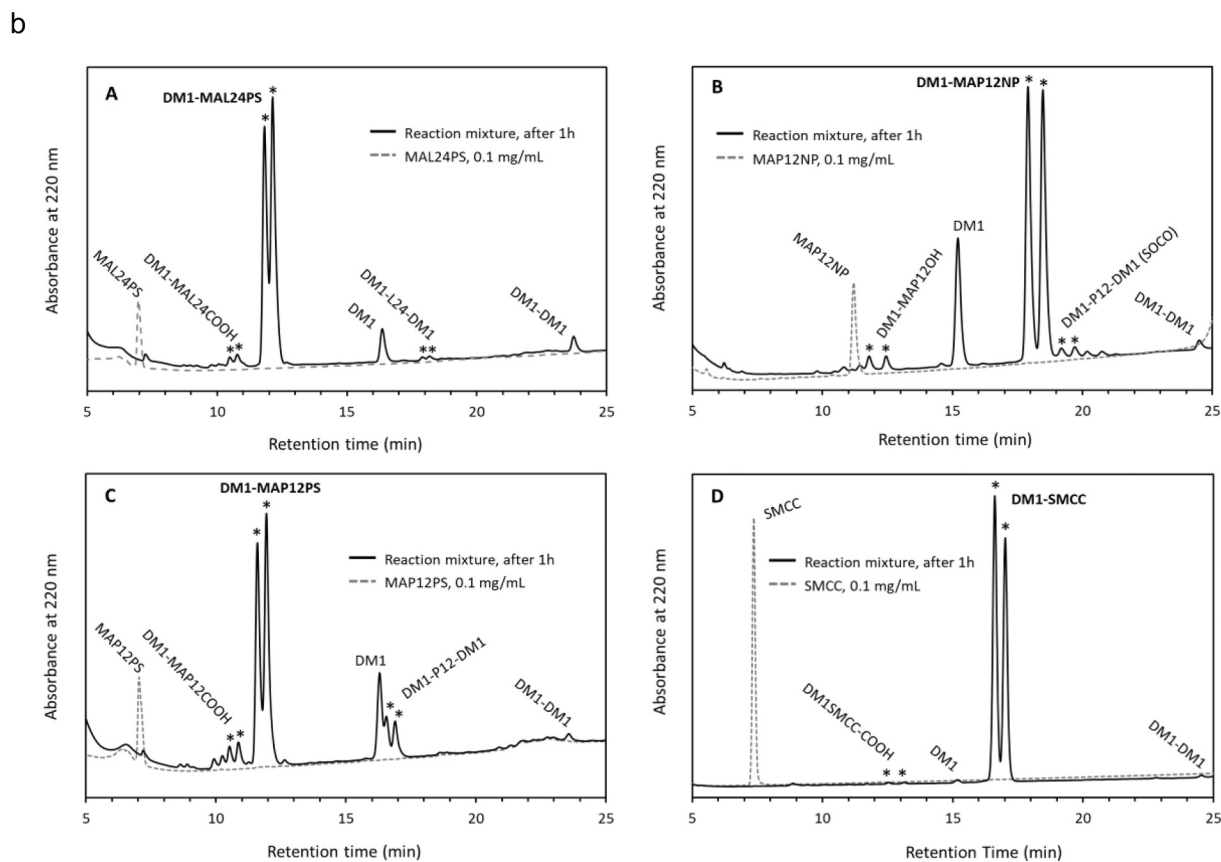 b
A
DM1-MAL24PS
*
*
Reaction mixture, after 1h
MAL24PS, 0.1 mg/mL
MAL24PS
DM1-MAL24COOH
* *
DM1
DM1-L24-DM1
**
DM1-DM1
Absorbance at 220 nm
5 10 15 20 25
Retention time (min)
B
DM1-MAP12NP
* *
Reaction mixture, after 1h
MAP12NP, 0.1 mg/mL
MAP12NP
DM1-MAP12OH
* *
DM1
DM1-P12-DM1 (SOCO)
* *
DM1-DM1
Absorbance at 220 nm
5 10 15 20 25
Retention time (min)
C
DM1-MAP12PS
*
*
Reaction mixture, after 1h
MAP12PS, 0.1 mg/mL
MAP12PS
DM1-MAP12COOH
* *
DM1
DM1-P12-DM1
* *
DM1-DM1
Absorbance at 220 nm
5 10 15 20 25
Retention time (min)
D
*
DM1-SMCC
*
SMCC
Reaction mixture, after 1h
SMCC, 0.1 mg/mL
DM1SMCC-COOH
* *
DM1
DM1-DM1
Absorbance at 220 nm
5 10 15 20 25
Retention Time (min)